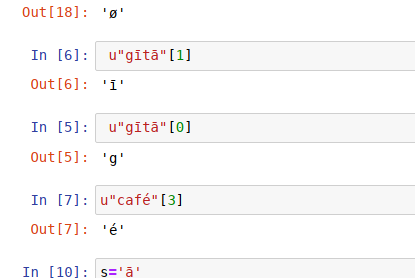 Out[18]: 'ø'
In [6]: u"gītā"[1]
Out[6]: 'ī'
In [5]: u"gītā"[0]
Out[5]: 'g'
In [7]: u"café"[3]
Out[7]: 'é'
In [10]: s='ā'